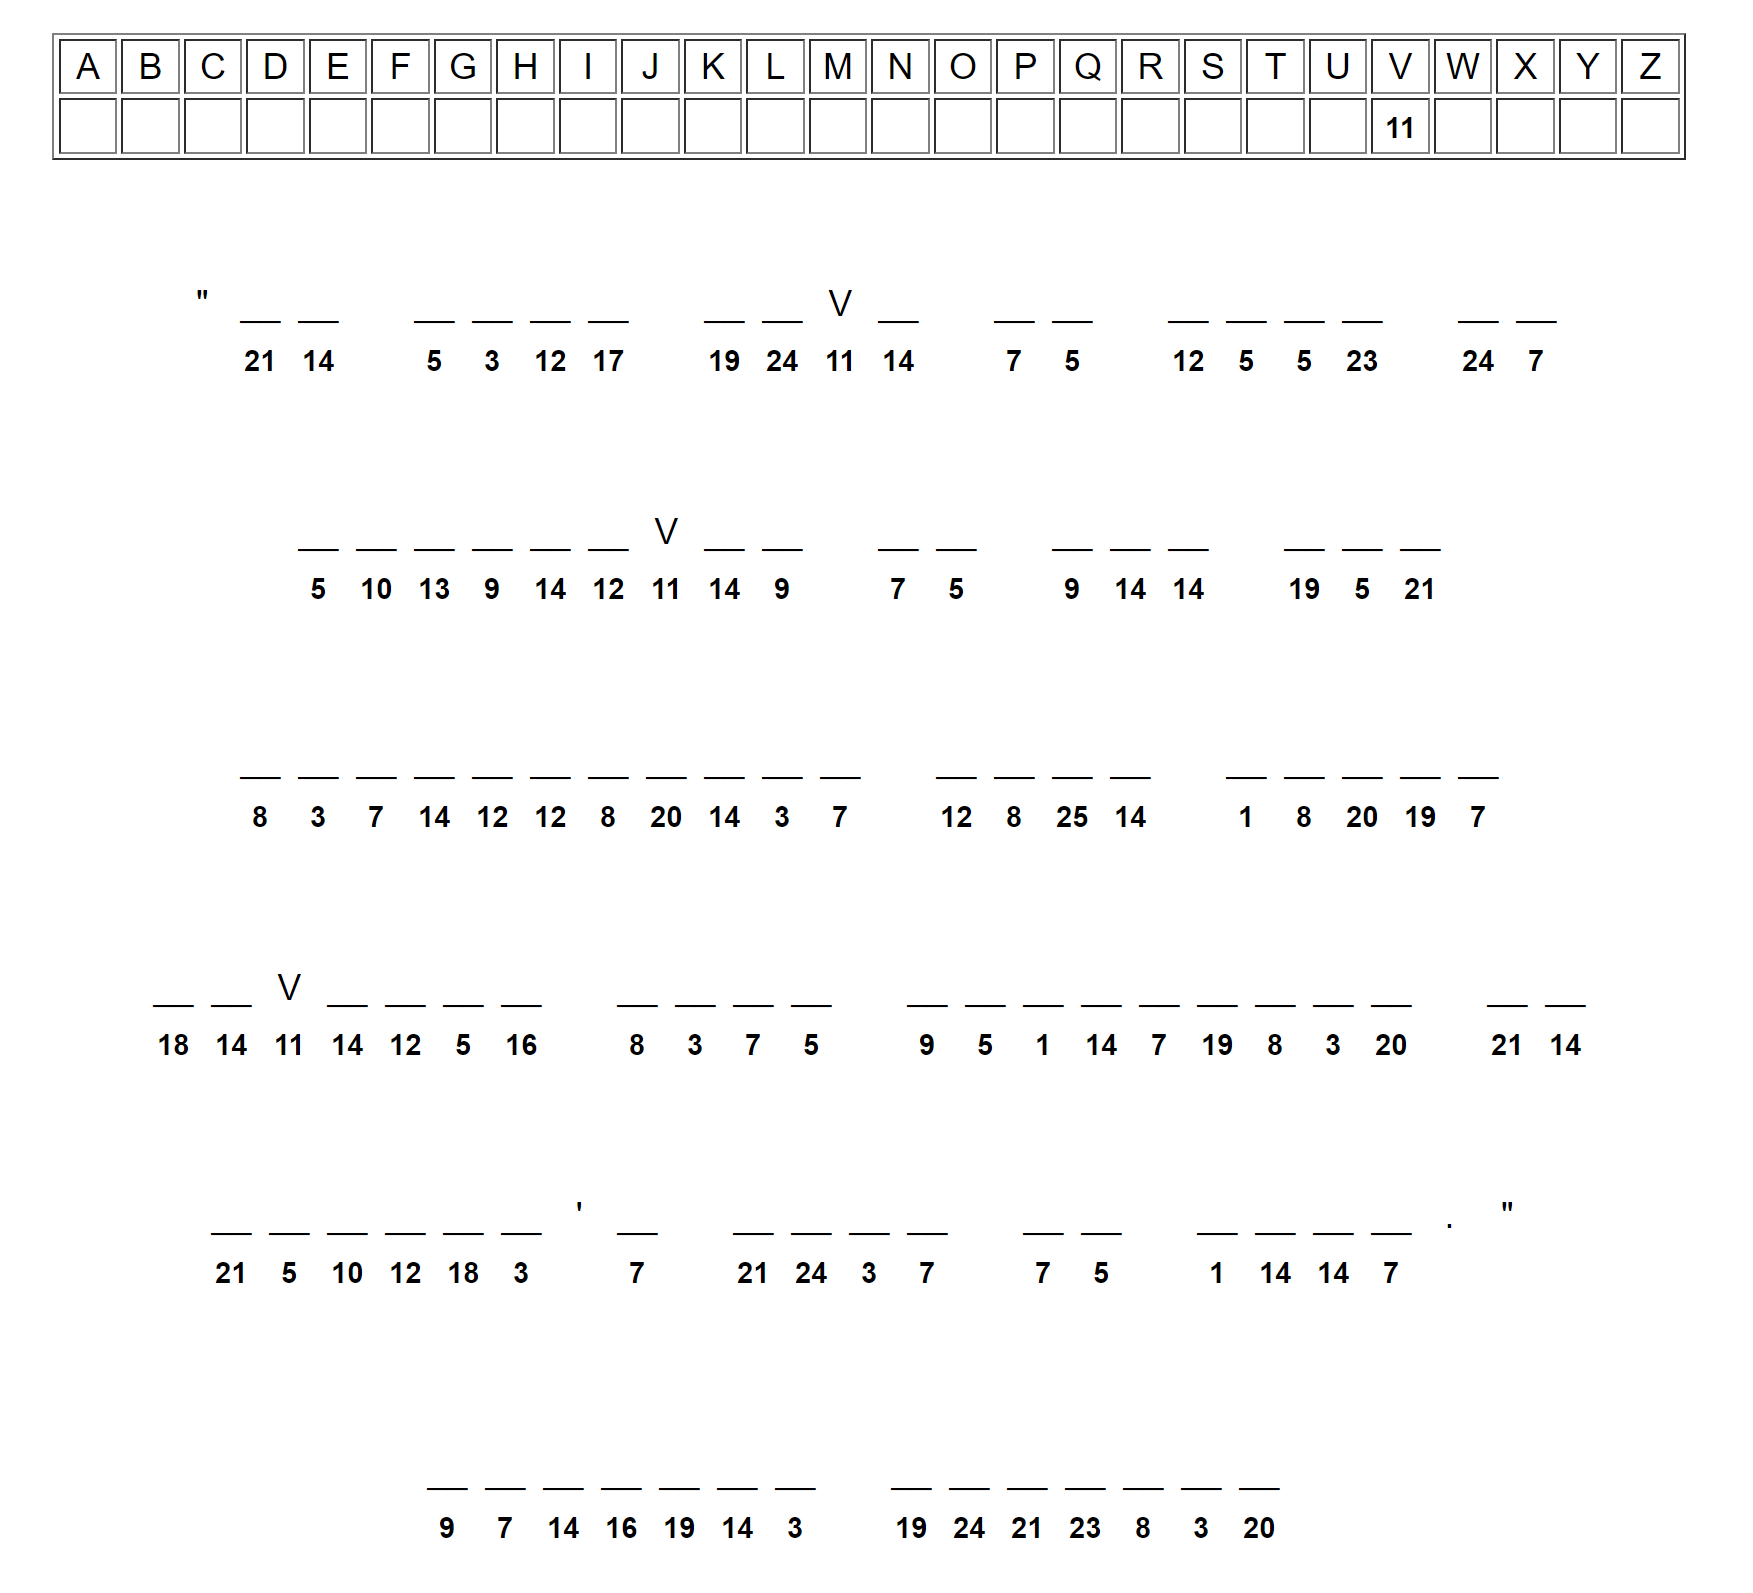 A B C D E F G H I J K L M N O P Q R S T U V W X Y Z
11
" __ __ __ __ __ __ __ __ V __ __ __ __ __ __ __ __ __
21 14 5 3 12 17 19 24 11 14 7 5 12 5 5 23 24 7
__ __ __ __ __ __ V __ __ __ __ __ __ __ __ __ __
5 10 13 9 14 12 11 14 9 7 5 9 14 14 19 5 21
__ __ __ __ __ __ __ __ __ __ __ __ __ __ __ __ __ __ __ __
8 3 7 14 12 12 8 20 14 3 7 12 8 25 14 1 8 20 19 7
__ __ V __ __ __ __ __ __ __ __ __ __ __ __ __ __ __ __ __ __ __
18 14 11 14 12 5 16 8 3 7 5 9 5 1 14 7 19 8 3 20 21 14
__ __ __ __ __ __ ' __ __ __ __ __ __ __ __ __ __ __ . "
21 5 10 12 18 3 7 21 24 3 7 7 5 1 14 14 7
__ __ __ __ __ __ __ __ __ __ __ __ __ __
9 7 14 16 19 14 3 19 24 21 23 8 3 20